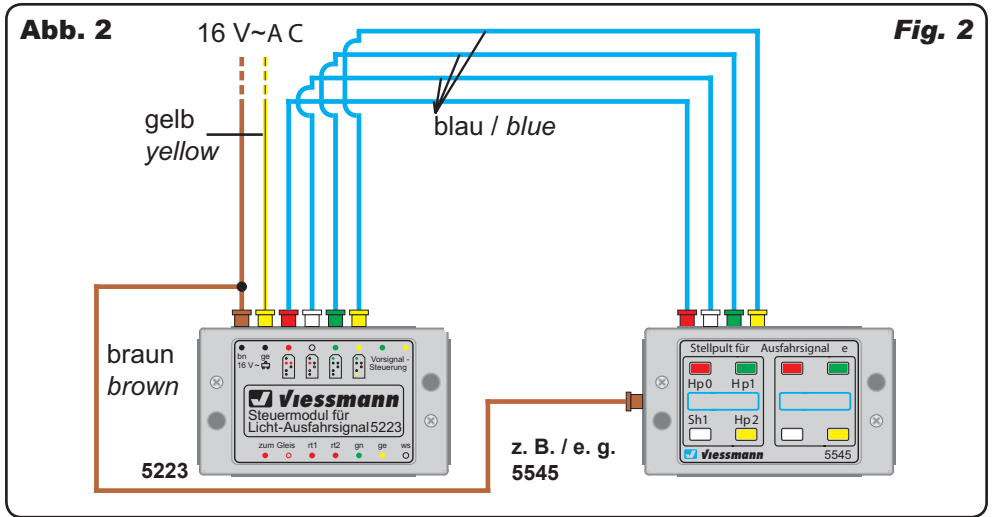 Abb. 2
16 V~A C
Fig. 2
gelb
yellow
blau / blue
braun
brown
bn ge
16 V ~
Vorsignal -
Steuerung
viessmann
Steuermodul für
Licht-Ausfahrsignal 5223
zum Gleis rt1 rt2 gn ge ws
5223
z. B. / e. g.
5545
Stellpult für Ausfahrsignal e
Hp0 Hp1
Sh1 Hp2
viessmann 5545